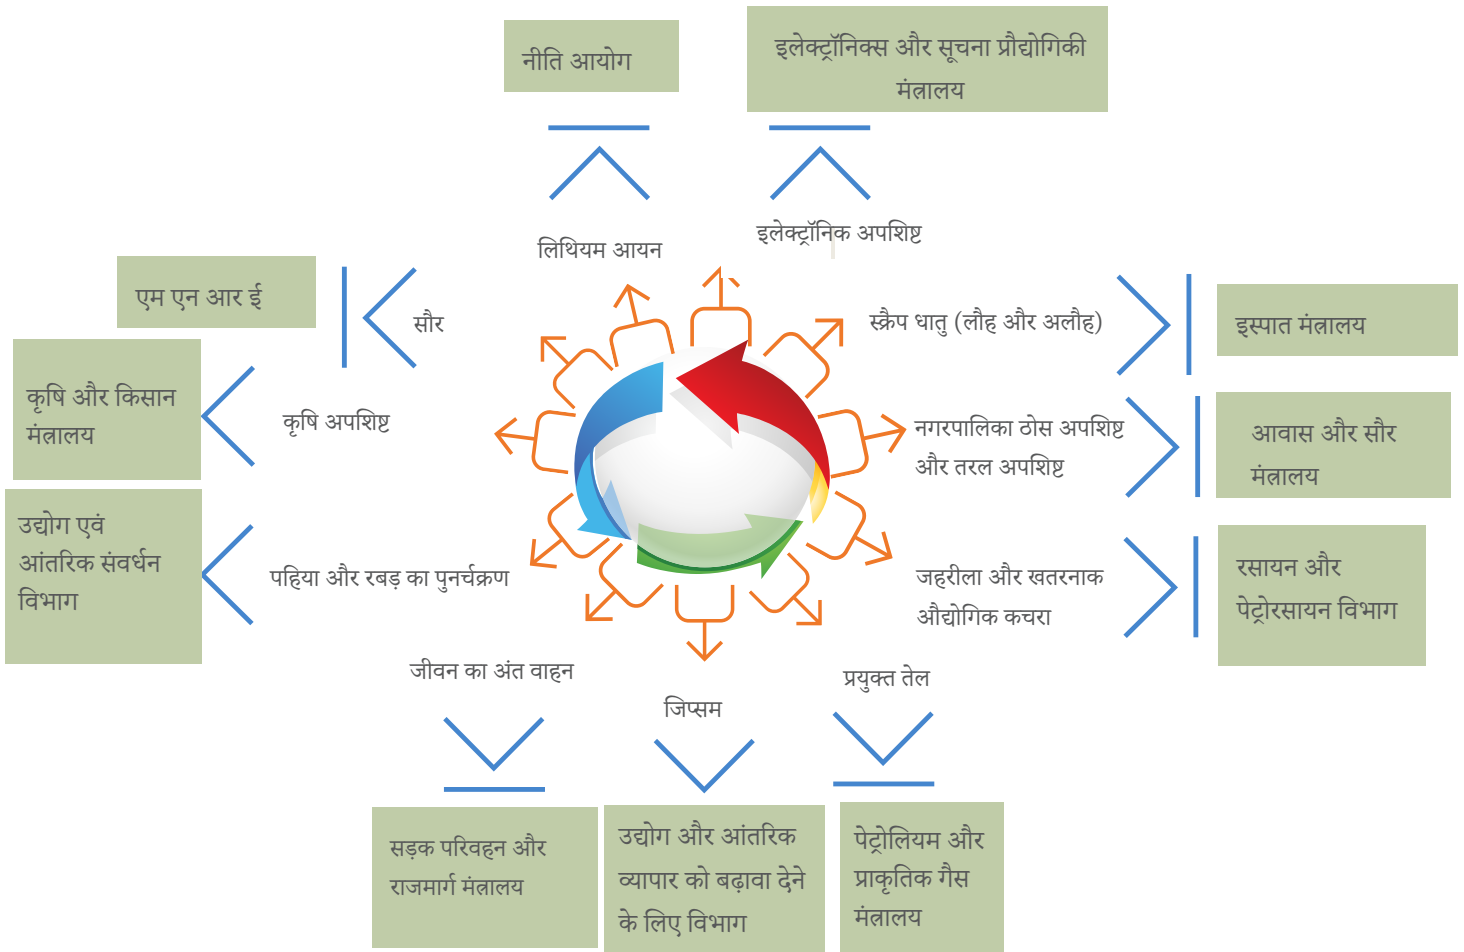 नीति आयोग
इलेक्ट्रॉनिक्स और सूचना प्रौद्योगिकी
मंत्रालय
लिथियम आयन
इलेक्ट्रॉनिक अपशिष्ट
एम एन आर ई
सौर
स्क्रैप धातु (लौह और अलौह)
इस्पात मंत्रालय
कृषि और किसान
मंत्रालय
कृषि अपशिष्ट
नगरपालिका ठोस अपशिष्ट
और तरल अपशिष्ट
आवास और सौर
मंत्रालय
उद्योग एवं
आंतरिक संवर्धन
विभाग
पहिया और रबड़ का पुनर्चक्रण
जहरीला और खतरनाक
औद्योगिक कचरा
रसायन और
पेट्रोरसायन विभाग
जीवन का अंत वाहन
जिप्सम
प्रयुक्त तेल
सड़क परिवहन और
राजमार्ग मंत्रालय
उद्योग और आंतरिक
व्यापार को बढ़ावा देने
के लिए विभाग
पेट्रोलियम और
प्राकृतिक गैस
मंत्रालय